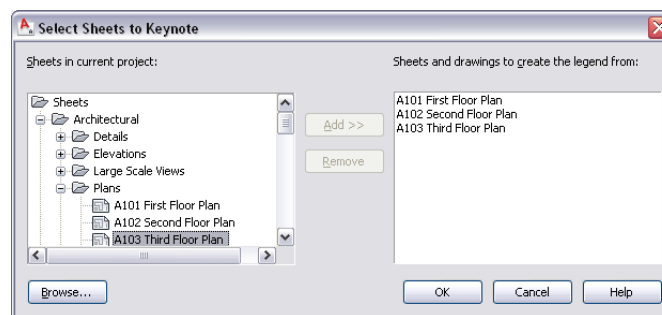 Select Sheets to Keynote
Sheets in current project:
Sheets
Architectural
Details
Elevations
Large Scale Views
Plans
A101 First Floor Plan
A102 Second Floor Plan
A103 Third Floor Plan
Browse...
Add >>
Remove
Sheets and drawings to create the legend from:
A101 First Floor Plan
A102 Second Floor Plan
A103 Third Floor Plan
OK
Cancel
Help